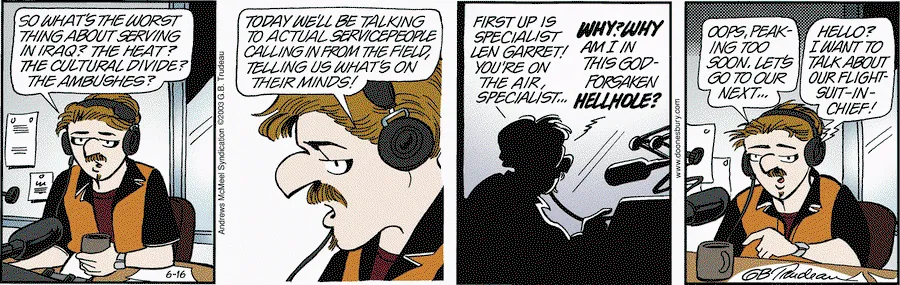 SO WHAT'S THE WORST
THING ABOUT SERVING
IN IRAQ? THE HEAT?
THE CULTURAL DIVIDE?
THE AMBUSHES?
6-16
Andrews McMeel Syndication ©2003 G.B. Trudeau
TODAY WE'LL BE TALKING
TO ACTUAL SERVICEPEOPLE
CALLING IN FROM THE FIELD,
TELLING US WHAT'S ON
THEIR MINDS!
FIRST UP IS
SPECIALIST
LEN GARRET!
YOU'RE ON
THE AIR,
SPECIALIST...
WHY? WHY
AM I IN
THIS GOD-
FORSAKEN
HELLHOLE?
www.doonesbury.com
OOPS, PEAK-
ING TOO
SOON. LET'S
GO TO OUR
NEXT...
HELLO?
I WANT TO
TALK ABOUT
OUR FLIGHT-
SUIT-IN-
CHIEF!
GB Trudeau